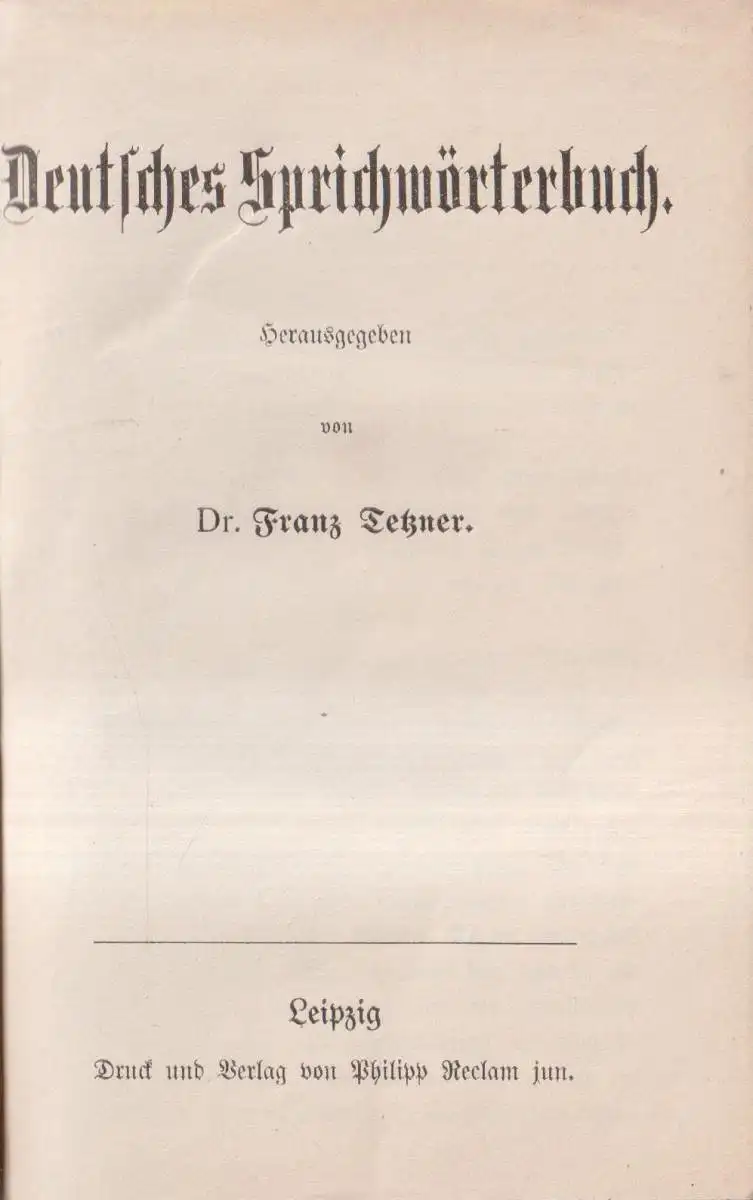 Deutsches Sprichwörterbuch.
Herausgegeben
von
Dr. Franz Tetzner.
Leipzig
Druck und Verlag von Philipp Reclam jun.